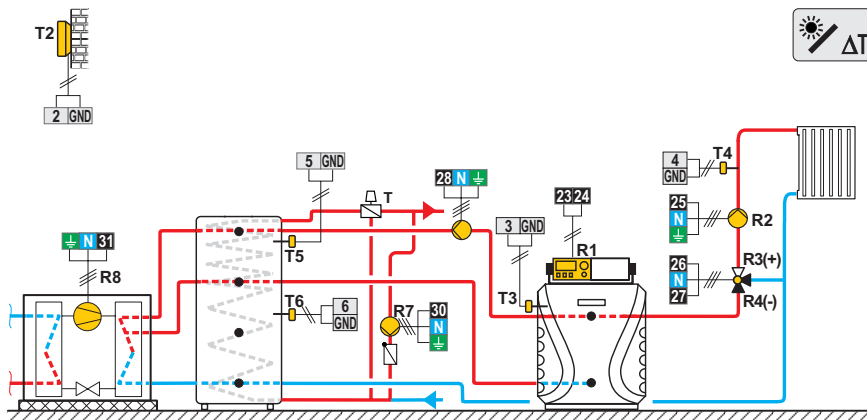 T2
ΔT
2 GND
5 GND
28 N
T
4
GND
T4
3 GND
23 24
25
N
R2
N 31
R1
R3(+)
T5
26
N
27
R8
T6
6
GND
R7
30
N
T3
R4(-)